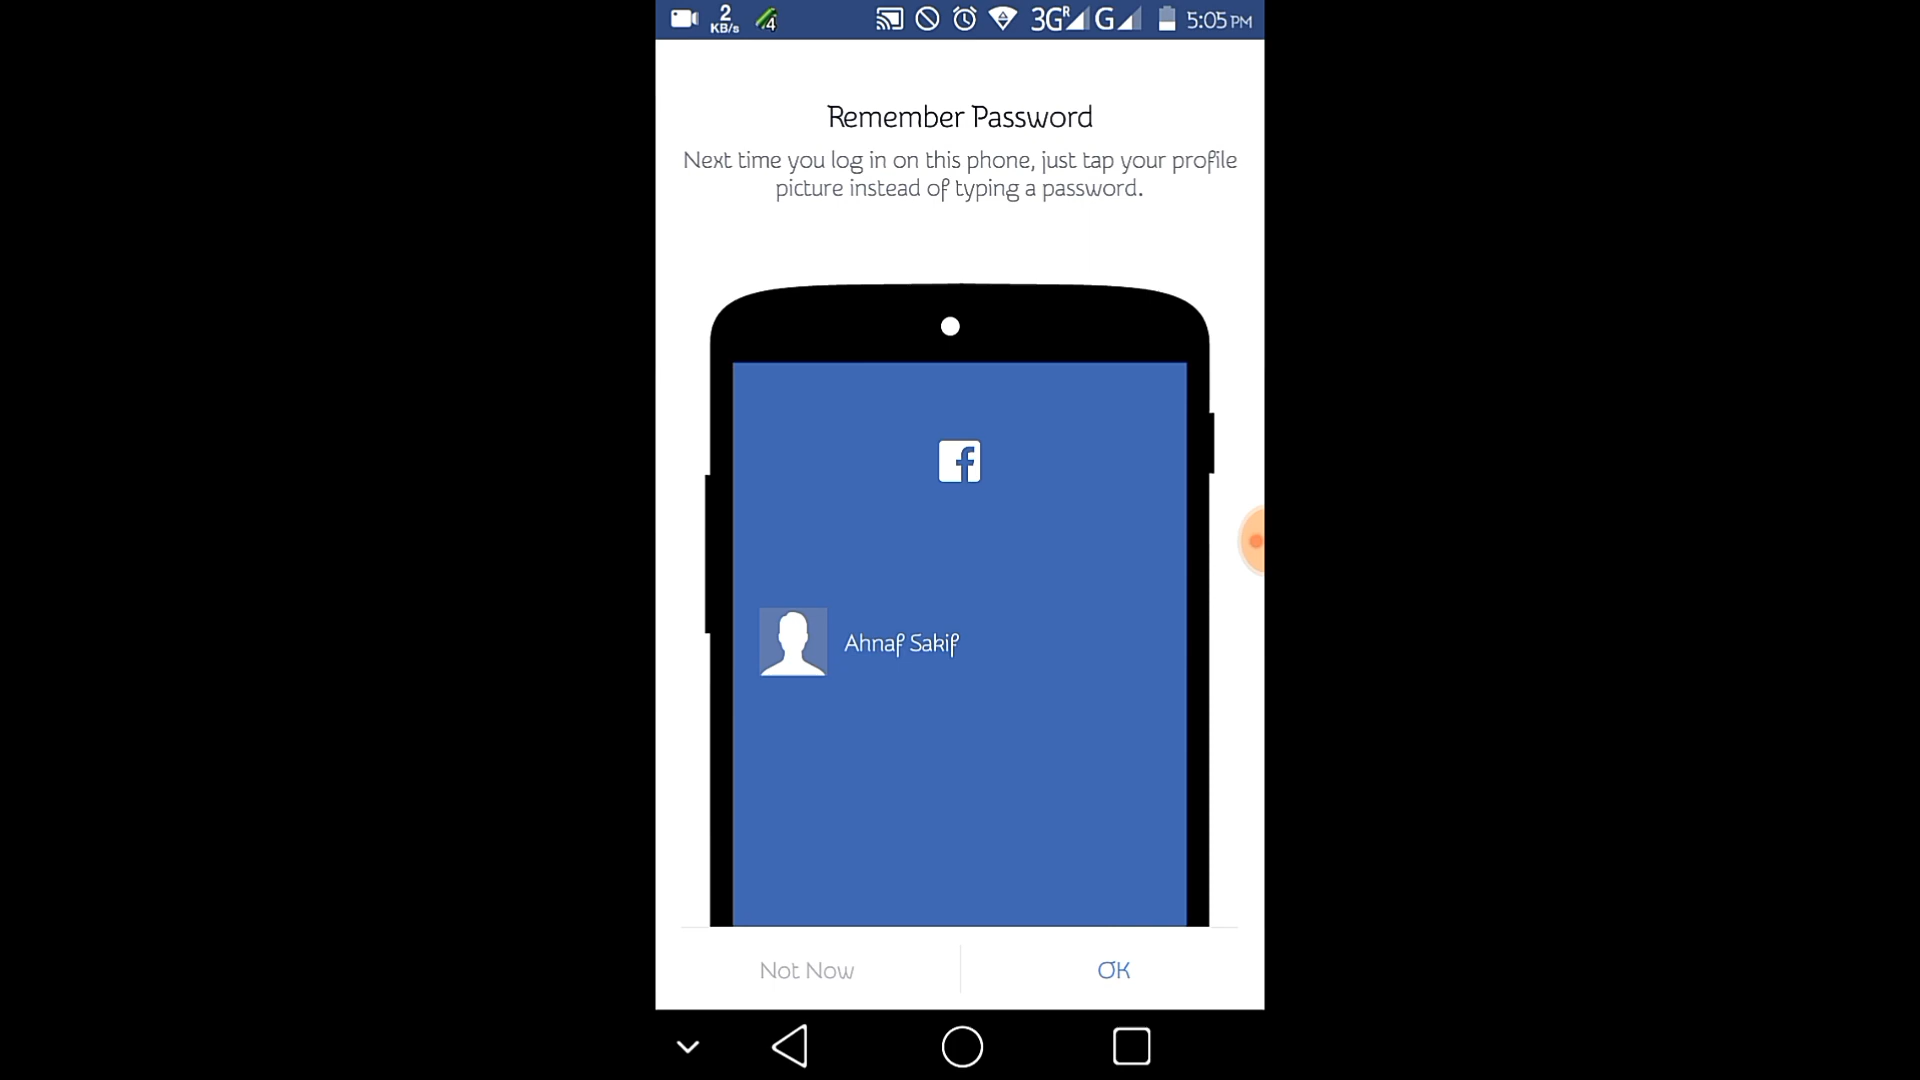 2
KB/s
4
3G R G 5:05 PM
Remember Password
Next time you log in on this phone, just tap your profile
picture instead of typing a password.
f
Ahnaf Sakif
Not Now OK